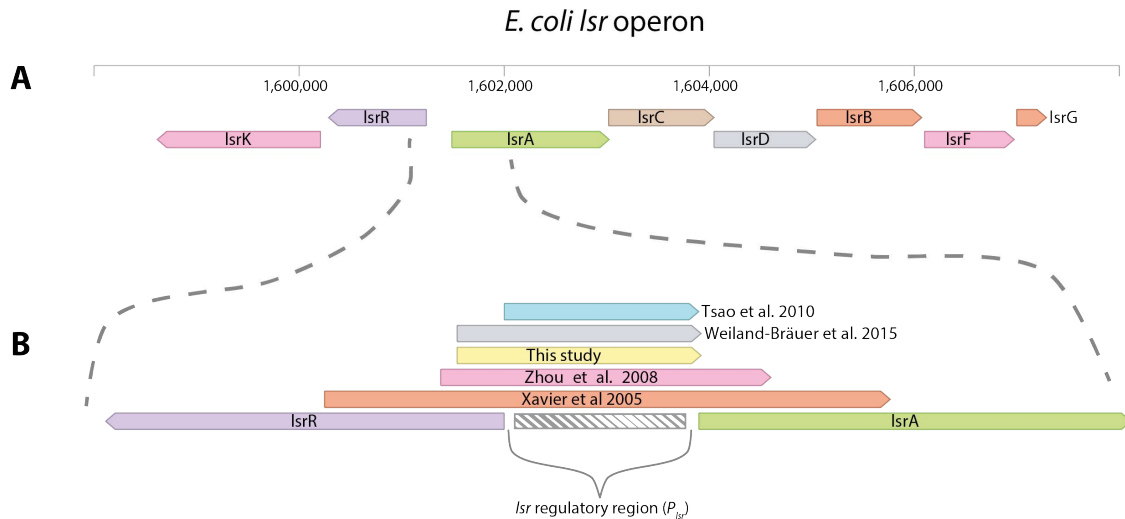 E. coli lsr operon
A
1,600,000 1,602,000 1,604,000 1,606,000
lsrR lsrC lsrB lsrG
lsrK lsrA lsrD lsrF
B
Tsao et al. 2010
Weiland-Bräuer et al. 2015
This study
Zhou et al. 2008
Xavier et al 2005
lsrR lsrA
lsr regulatory region (Plsr)